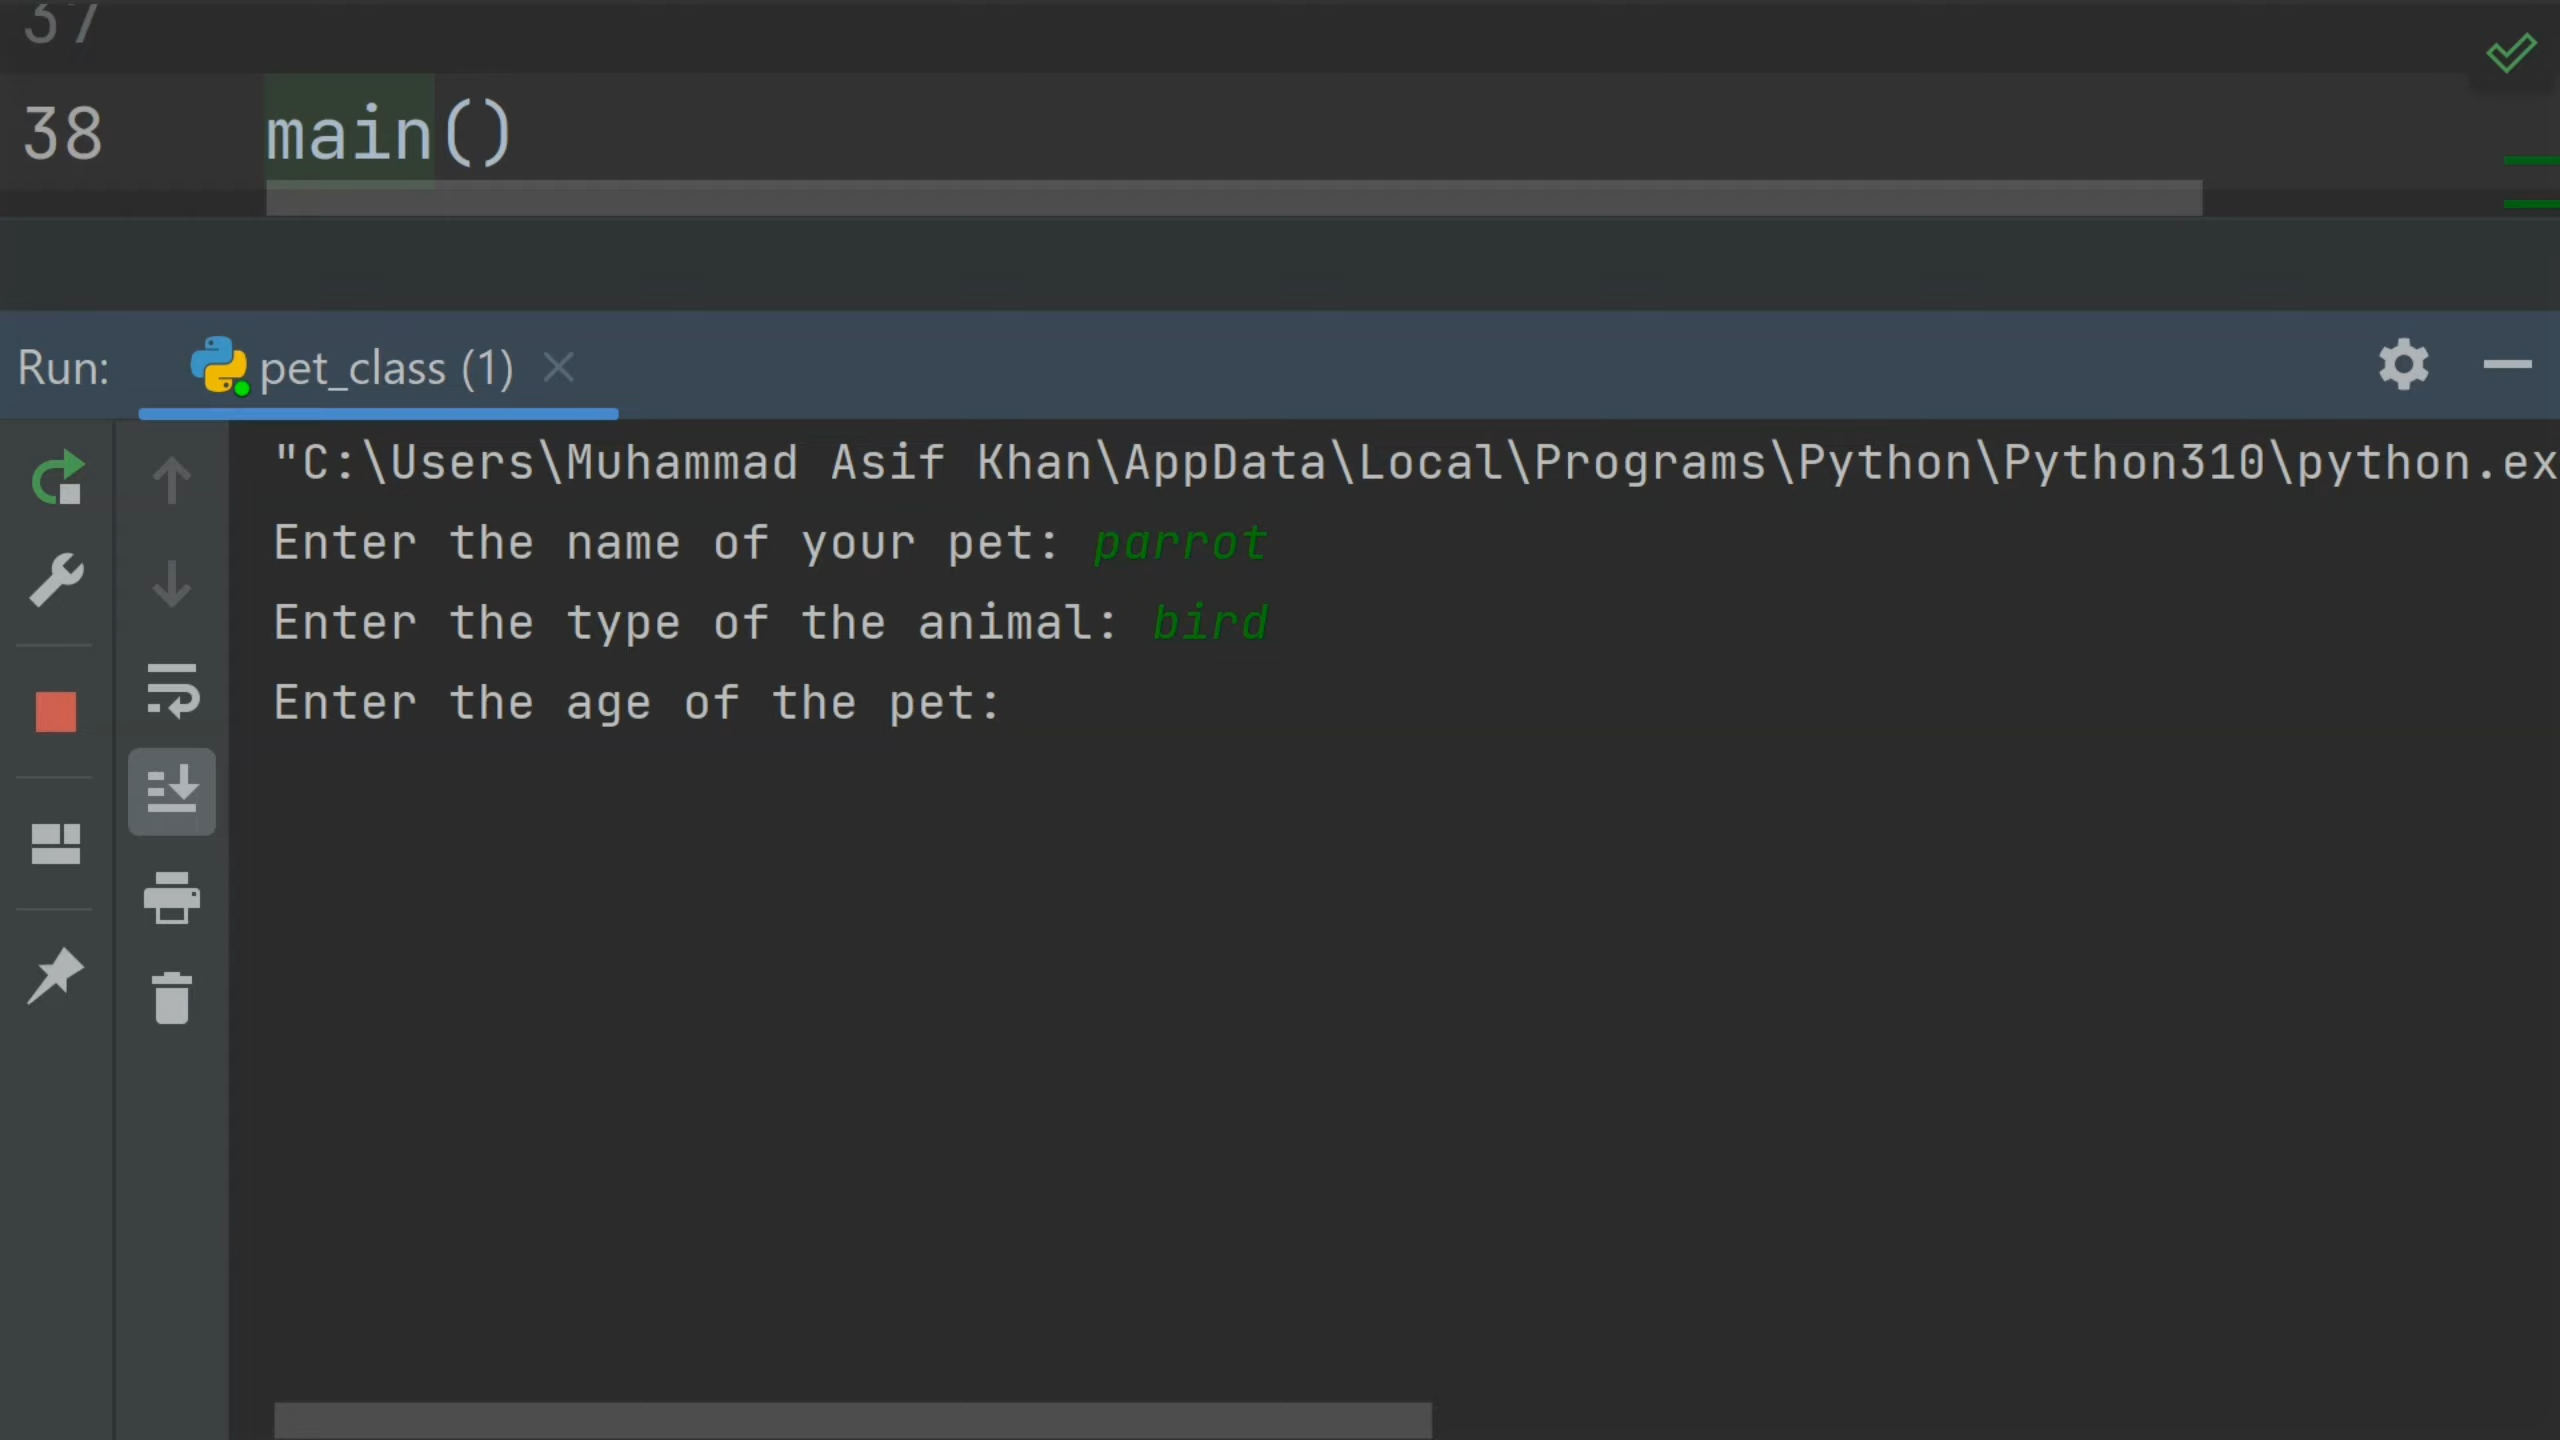 37
38 main()
Run: pet_class (1)
"C:\Users\Muhammad Asif Khan\AppData\Local\Programs\Python\Python310\python.ex
Enter the name of your pet: parrot
Enter the type of the animal: bird
Enter the age of the pet: